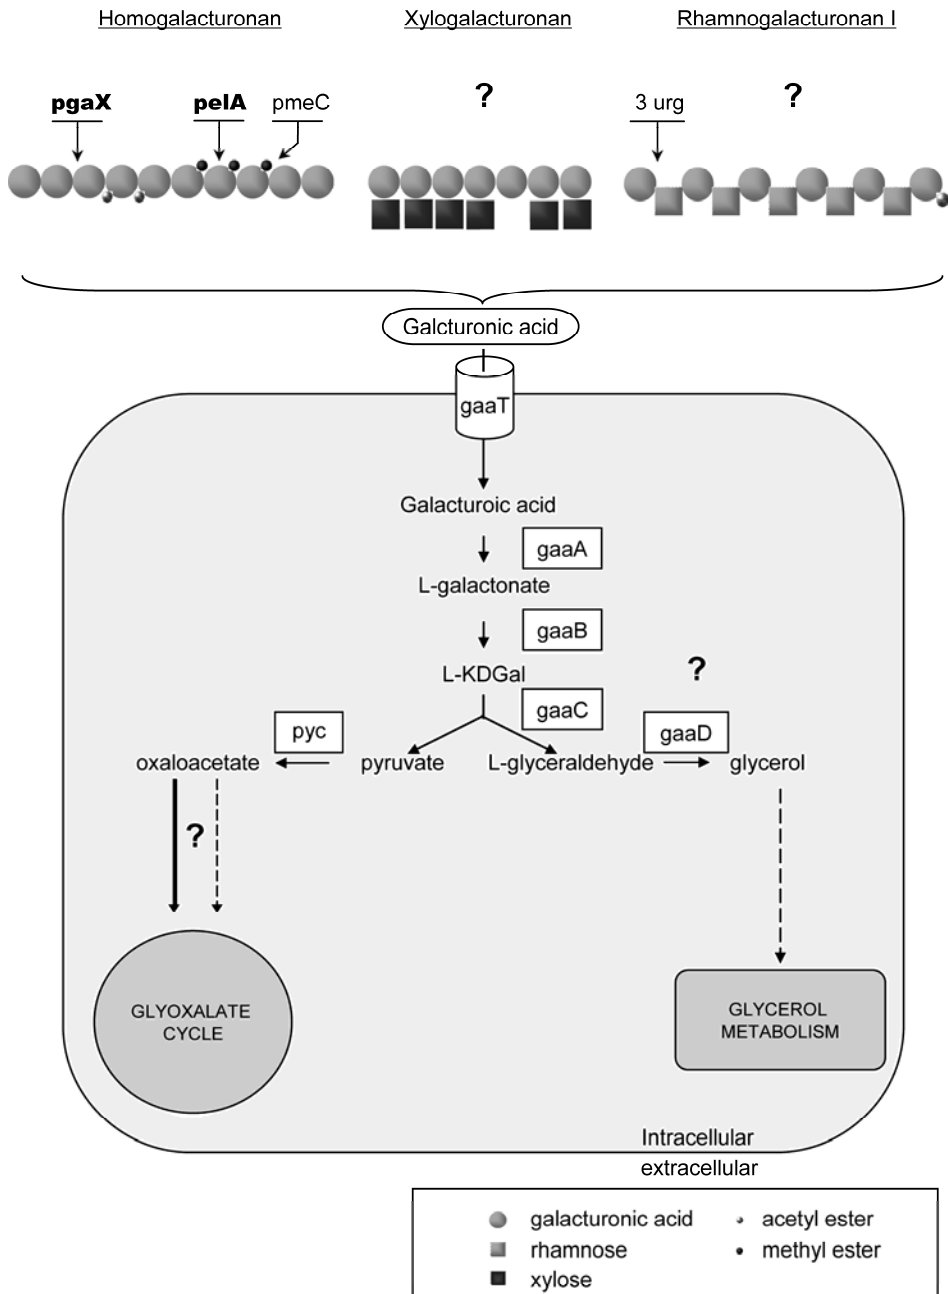 Homogalacturonan
Xylogalacturonan
Rhamnogalacturonan I
pgaX
pelA
pmeC
?
3 urg
?
Galcturonic acid
gaaT
Galacturoic acid
gaaA
L-galactonate
gaaB
L-KDGal
?
gaaC
pyc
gaaD
oxaloacetate
pyruvate
L-glyceraldehyde
glycerol
?
GLYOXALATE
CYCLE
GLYCEROL
METABOLISM
Intracellular
extracellular
galacturonic acid
acetyl ester
rhamnose
methyl ester
xylose